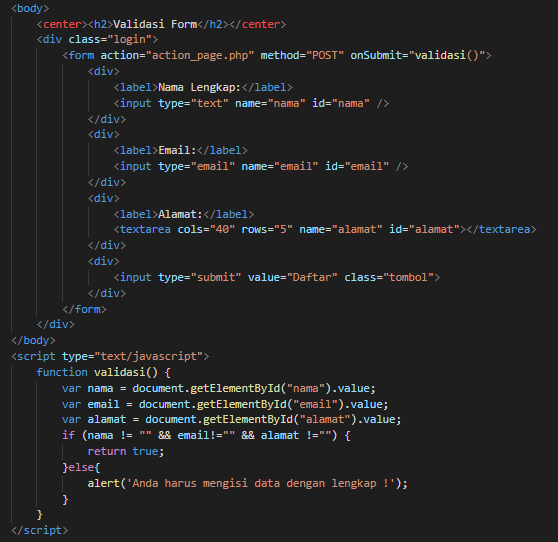 <body>
    <center><h2>Validasi Form</h2></center>
    <div class="login">
        <form action="action_page.php" method="POST" onSubmit="validasi()">
            <div>
                <label>Nama Lengkap:</label>
                <input type="text" name="nama" id="nama" />
            </div>
            <div>
                <label>Email:</label>
                <input type="email" name="email" id="email" />
            </div>
            <div>
                <label>Alamat:</label>
                <textarea cols="40" rows="5" name="alamat" id="alamat"></textarea>
            </div>
            <div>
                <input type="submit" value="Daftar" class="tombol">
            </div>
        </form>
    </div>
</body>
<script type="text/javascript">
    function validasi() {
        var nama = document.getElementById("nama").value;
        var email = document.getElementById("email").value;
        var alamat = document.getElementById("alamat").value;
        if (nama != "" && email!="" && alamat !="") {
            return true;
        }else{
            alert('Anda harus mengisi data dengan lengkap !');
        }
    }
</script>